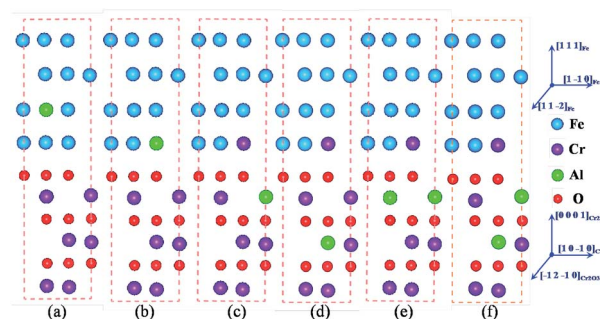 [1 1 1]Fe
[1 -1 0]Fe
[1 1 -2]Fe
Fe
Cr
Al
O
[0 0 0 1]Cr2
[1 0 -1 0]C
[-1 2 -1 0]Cr2O3
(a) (b) (c) (d) (e) (f)